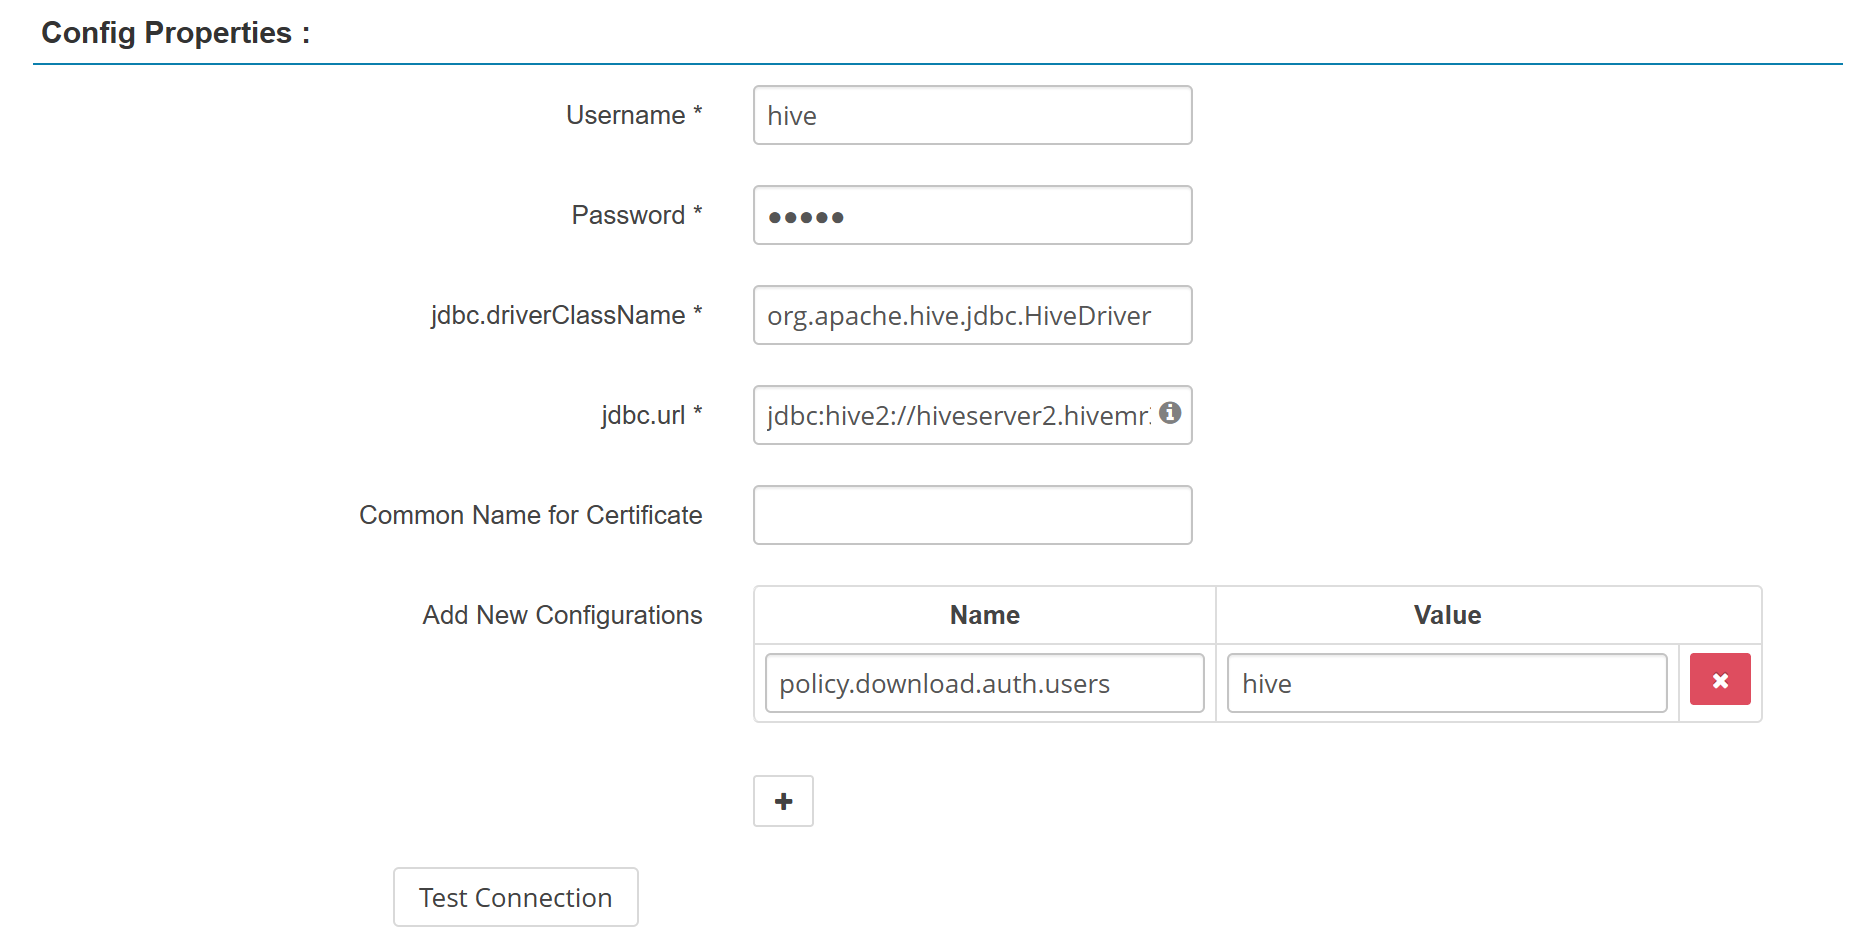 Config Properties :
Username * hive
Password * •••••
jdbc.driverClassName * org.apache.hive.jdbc.HiveDriver
jdbc.url * jdbc:hive2://hiveserver2.hivemr
Common Name for Certificate
Add New Configurations Name Value
policy.download.auth.users hive
Test Connection